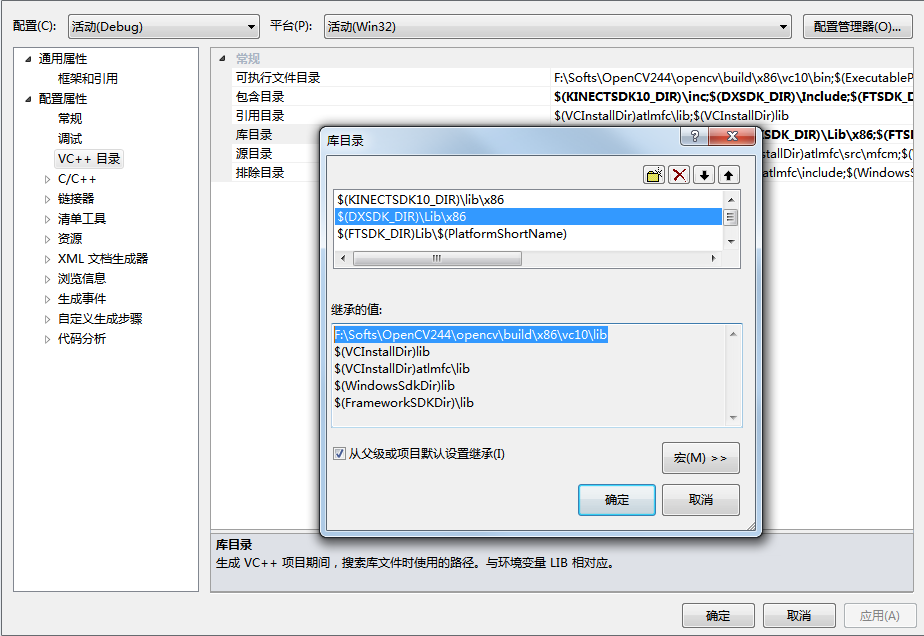 配置(C):
活动(Debug)
平台(P):
活动(Win32)
配置管理器(O)...
通用属性
框架和引用
配置属性
常规
调试
VC++ 目录
C/C++
链接器
清单工具
资源
XML 文档生成器
浏览信息
生成事件
自定义生成步骤
代码分析
常规
可执行文件目录 F:\Softs\OpenCV244\opencv\build\x86\vc10\bin;$(ExecutableP
包含目录 $(KINECTSDK10_DIR)\inc;$(DXSDK_DIR)\Include;$(FTSDK_D
引用目录 $(VCInstallDir)atlmfc\lib;$(VCInstallDir)lib
库目录 SDK_DIR)\Lib\x86;$(FTS
源目录 stallDir)atlmfc\src\mfcm;$(
排除目录 atlmfc\include;$(WindowsS
库目录
$(KINECTSDK10_DIR)\lib\x86
$(DXSDK_DIR)\Lib\x86
$(FTSDK_DIR)Lib\$(PlatformShortName)
继承的值:
F:\Softs\OpenCV244\opencv\build\x86\vc10\lib
$(VCInstallDir)lib
$(VCInstallDir)atlmfc\lib
$(WindowsSdkDir)lib
$(FrameworkSDKDir)\lib
从父级或项目默认设置继承(I)
宏(M) >>
确定
取消
库目录
生成 VC++ 项目期间，搜索库文件时使用的路径。与环境变量 LIB 相对应。
确定
取消
应用(A)